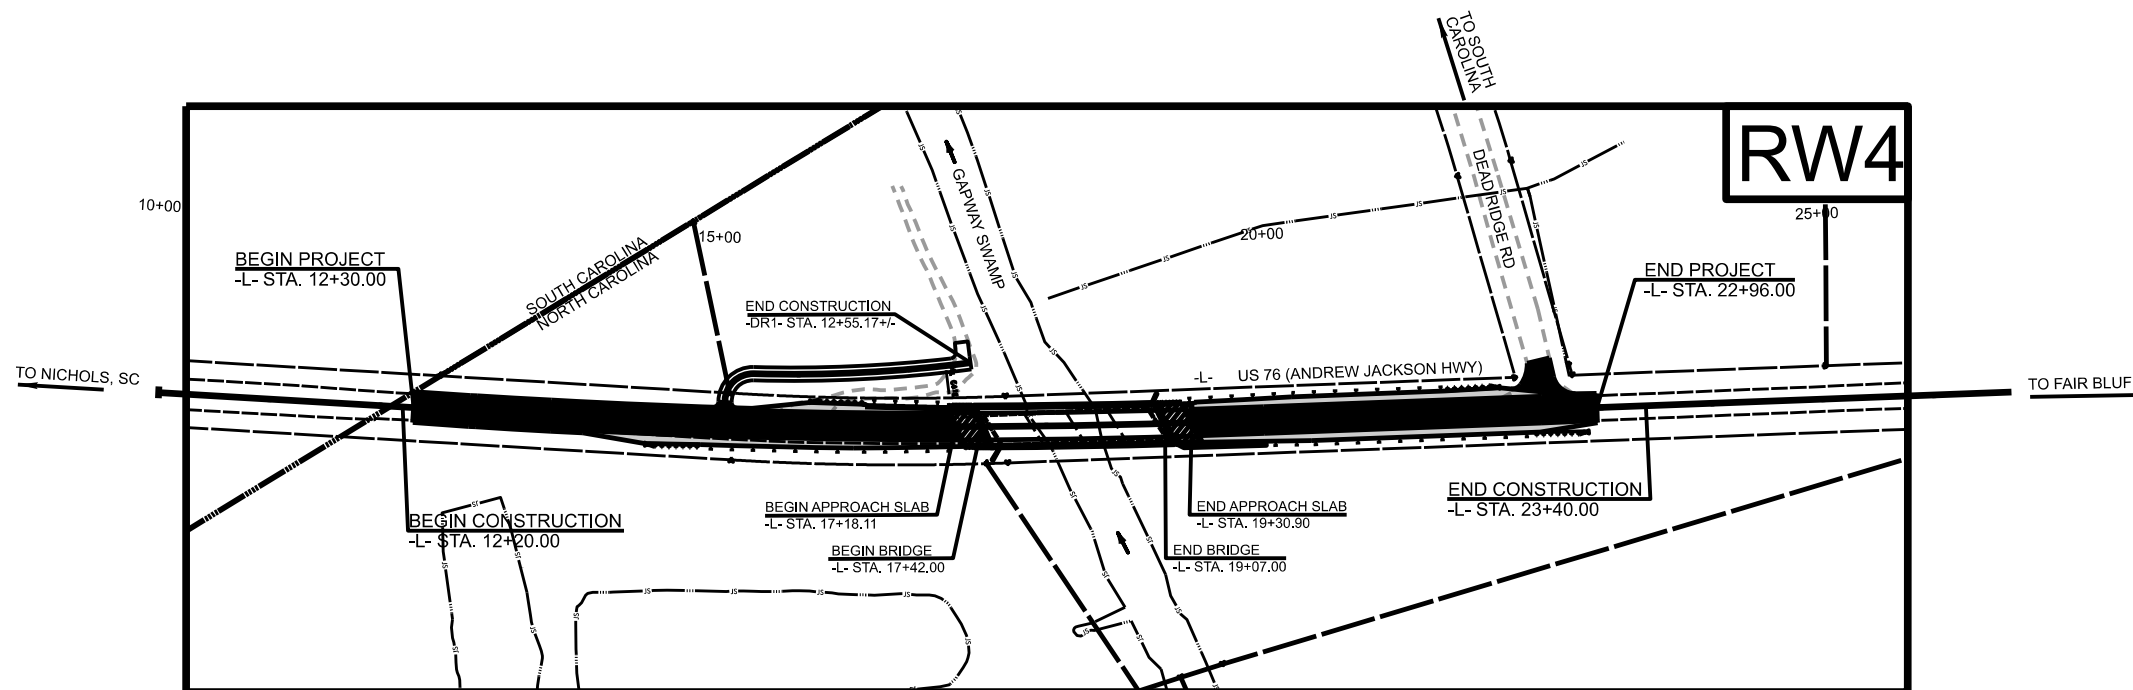 TO SOUTH
CAROLINA
RW4
10+00
15+00
20+00
25+00
BEGIN PROJECT
-L- STA. 12+30.00
SOUTH CAROLINA
NORTH CAROLINA
GAPWAY SWAMP
DEAD RIDGE RD
END PROJECT
-L- STA. 22+96.00
END CONSTRUCTION
-DR1- STA. 12+55.17+/-
TO NICHOLS, SC
-L- US 76 (ANDREW JACKSON HWY)
TO FAIR BLUF
BEGIN CONSTRUCTION
-L- STA. 12+20.00
BEGIN APPROACH SLAB
-L- STA. 17+18.11
BEGIN BRIDGE
-L- STA. 17+42.00
END APPROACH SLAB
-L- STA. 19+30.90
END BRIDGE
-L- STA. 19+07.00
END CONSTRUCTION
-L- STA. 23+40.00